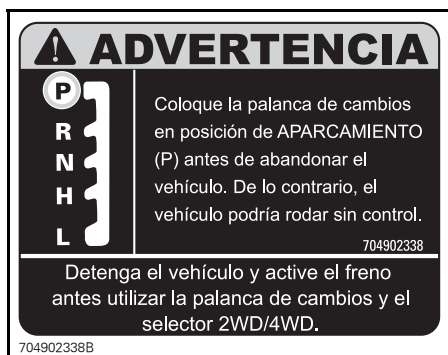 ADVERTENCIA
P
R
N
H
L
Coloque la palanca de cambios
en posición de APARCAMIENTO
(P) antes de abandonar el
vehículo. De lo contrario, el
vehículo podría rodar sin control.
704902338
Detenga el vehículo y active el freno
antes utilizar la palanca de cambios y el
selector 2WD/4WD.
704902338B